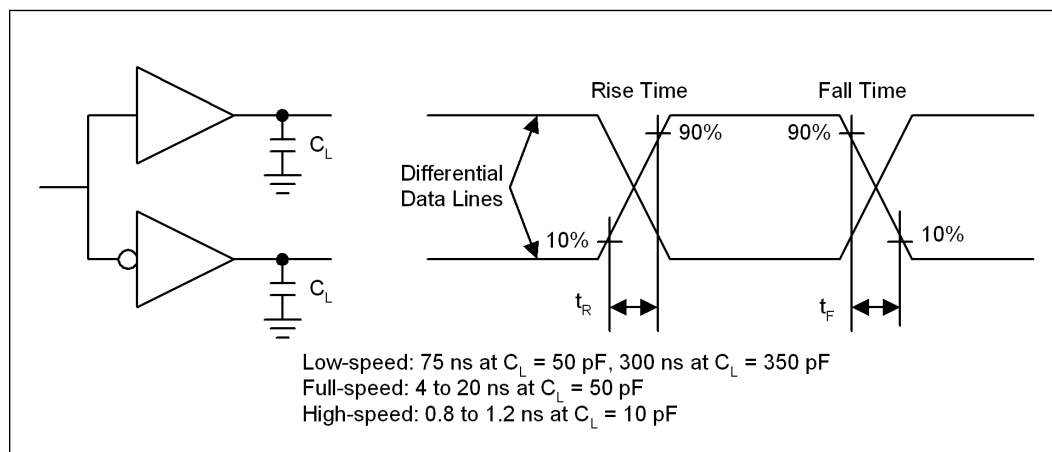 C_L
C_L
Rise Time
Fall Time
90%
90%
Differential
Data Lines
10%
10%
t_R
t_F
Low-speed: 75 ns at C_L = 50 pF, 300 ns at C_L = 350 pF
Full-speed: 4 to 20 ns at C_L = 50 pF
High-speed: 0.8 to 1.2 ns at C_L = 10 pF